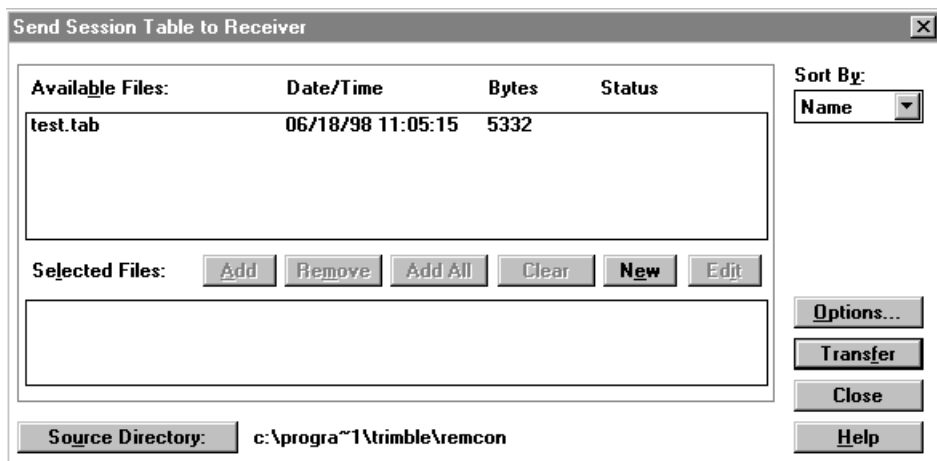 Send Session Table to Receiver
Available Files: Date/Time Bytes Status
test.tab 06/18/98 11:05:15 5332
Sort By:
Name
Selected Files: Add Remove Add All Clear New Edit
Options...
Transfer
Close
Source Directory: c:\progra~1\trimble\remcon
Help